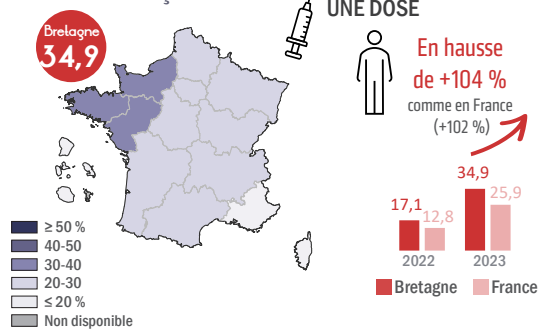 UNE DOSE
Bretagne
34,9
En hausse
de +104 %
comme en France
(+102 %)
34,9
25,9
17,1
12,8
2022
2023
Bretagne
France
≥ 50 %
40-50
30-40
20-30
≤ 20 %
Non disponible